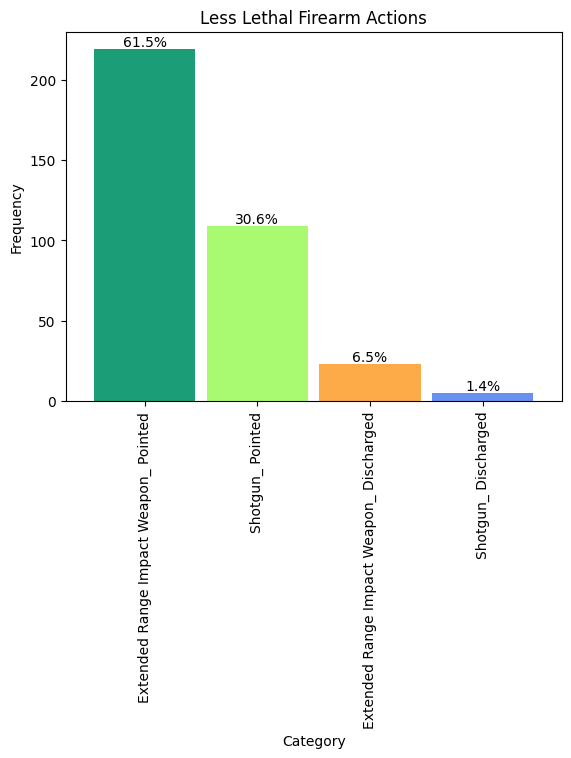 Less Lethal Firearm Actions
61.5%
30.6%
6.5%
1.4%
200
150
100
50
0
Frequency
Extended Range Impact Weapon_ Pointed
Shotgun_ Pointed
Extended Range Impact Weapon_ Discharged
Shotgun_ Discharged
Category